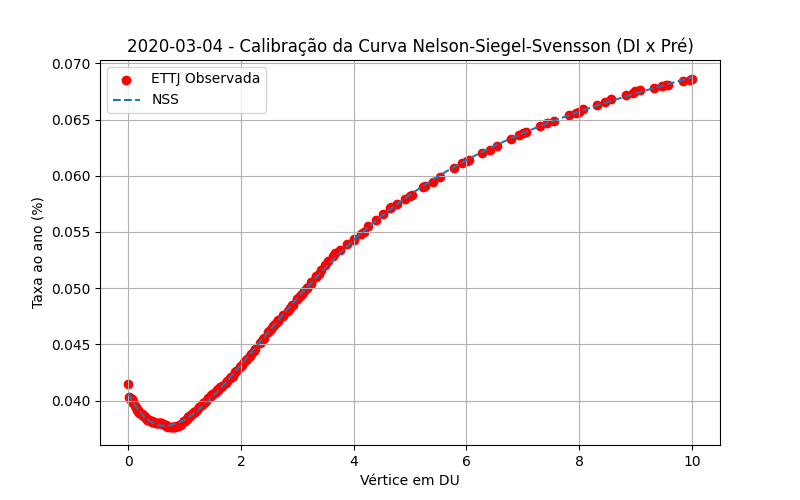 2020-03-04 - Calibração da Curva Nelson-Siegel-Svensson (DI x Pré)
ETTJ Observada
NSS
Taxa ao ano (%)
0.070
0.065
0.060
0.055
0.050
0.045
0.040
0 2 4 6 8 10
Vértice em DU